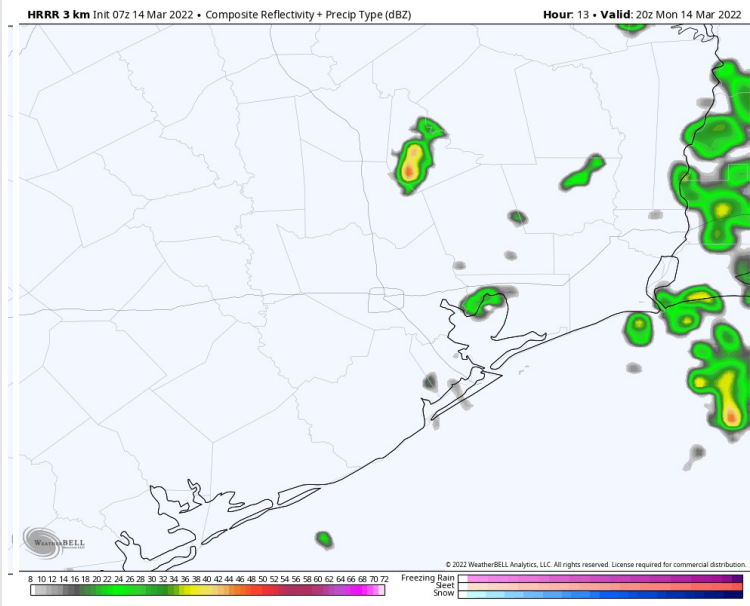 HRRR 3 km Init 07z 14 Mar 2022 • Composite Reflectivity + Precip Type (dBZ)
Hour: 13 • Valid: 20z Mon 14 Mar 2022
WEATHERBELL
© 2022 WeatherBELL Analytics, LLC. All rights reserved. License required for commercial distribution.
8 10 12 14 16 18 20 22 24 26 28 30 32 34 36 38 40 42 44 46 48 50 52 54 56 58 60 62 64 66 68 70 72
Freezing Rain
Sleet
Snow